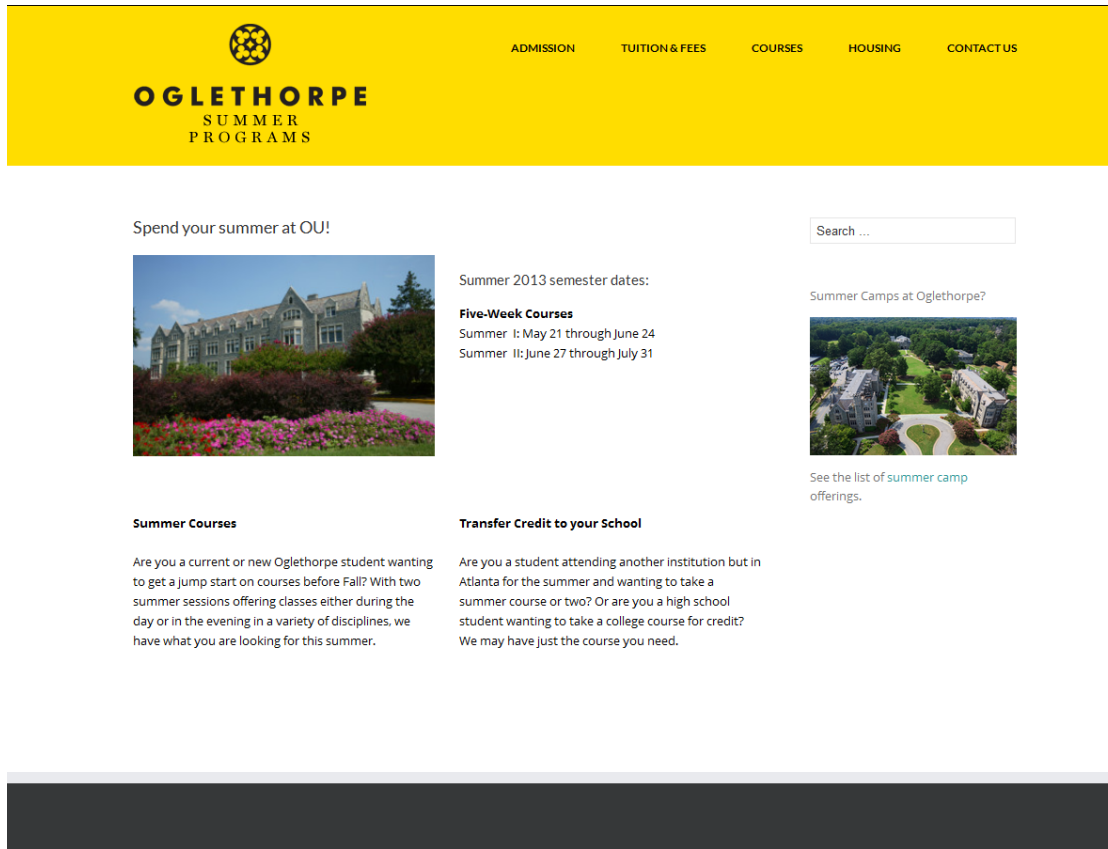 ADMISSION TUITION & FEES COURSES HOUSING CONTACT US
OGLETHORPE
SUMMER
PROGRAMS
Spend your summer at OU!
Summer 2013 semester dates:
Five-Week Courses
Summer I: May 21 through June 24
Summer II: June 27 through July 31
Summer Courses
Are you a current or new Oglethorpe student wanting
to get a jump start on courses before Fall? With two
summer sessions offering classes either during the
day or in the evening in a variety of disciplines, we
have what you are looking for this summer.
Transfer Credit to your School
Are you a student attending another institution but in
Atlanta for the summer and wanting to take a
summer course or two? Or are you a high school
student wanting to take a college course for credit?
We may have just the course you need.
Search ...
Summer Camps at Oglethorpe?
See the list of summer camp
offerings.